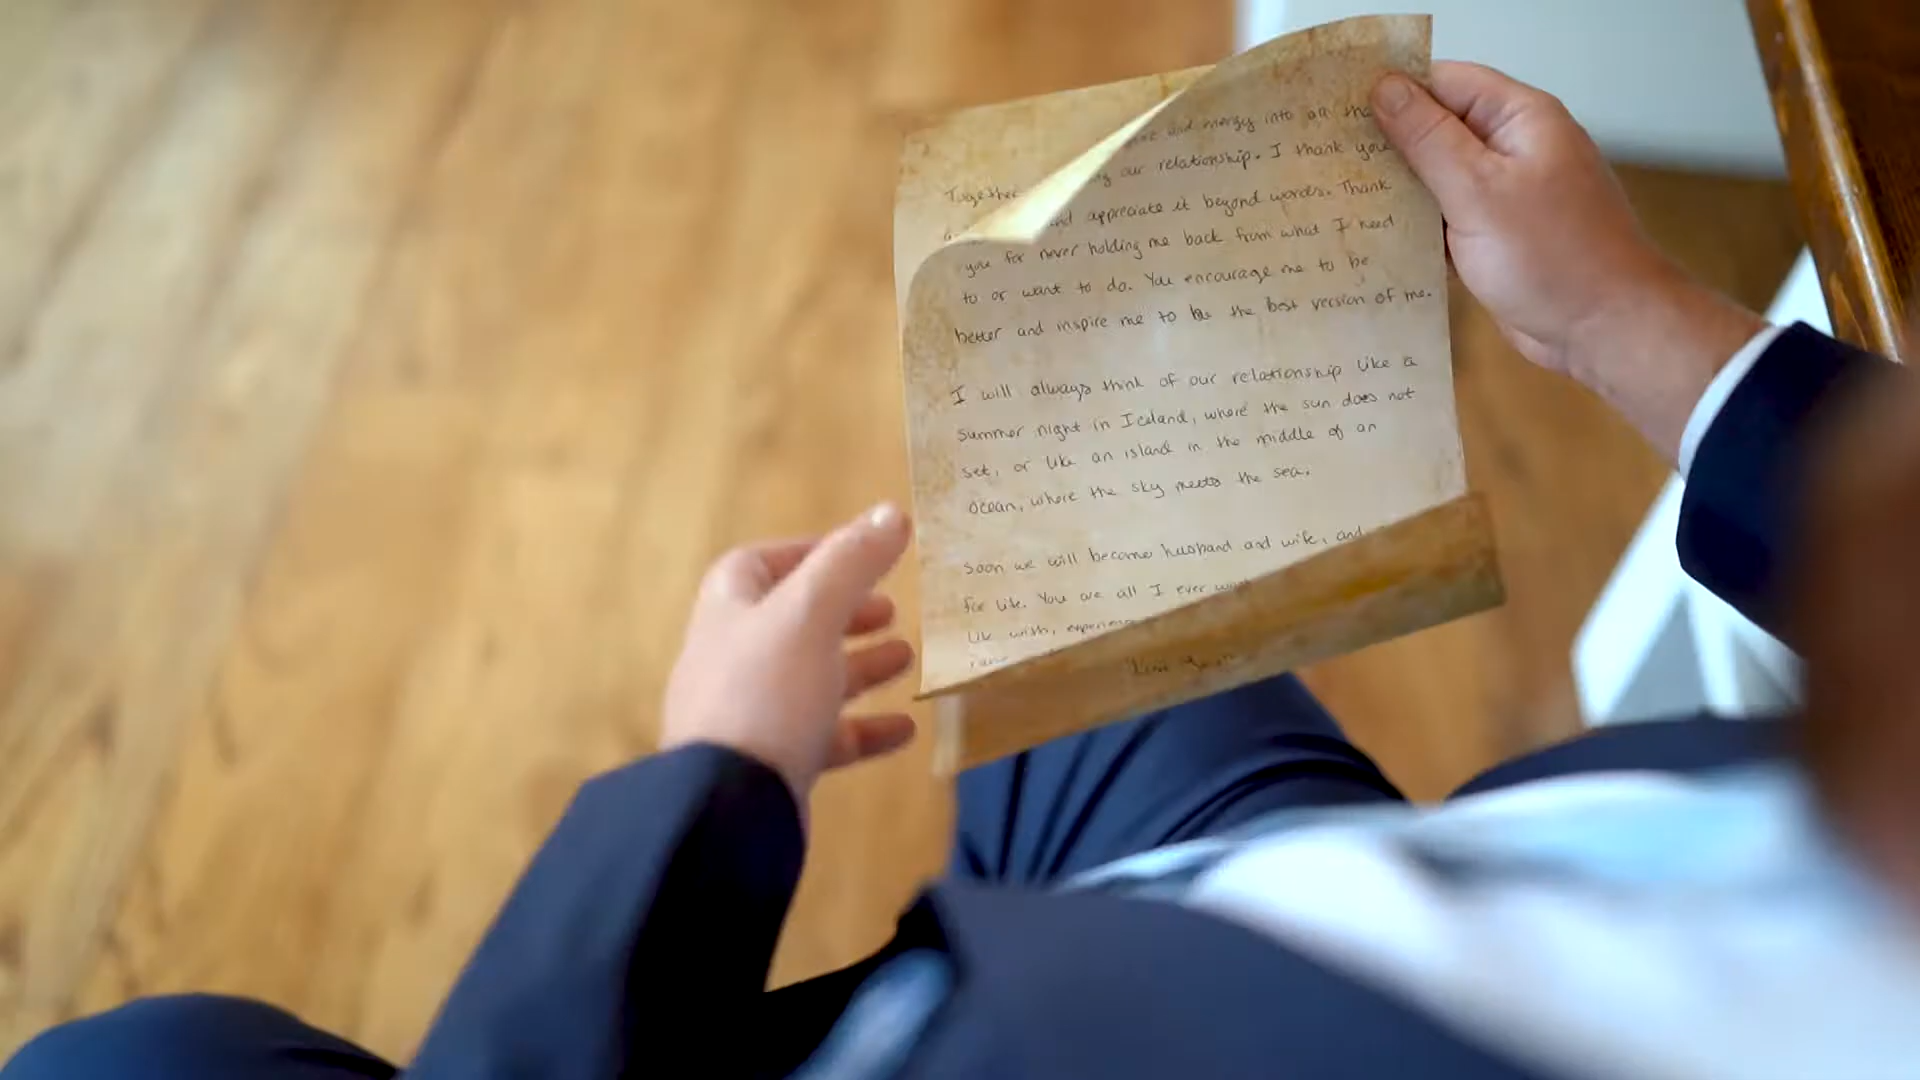 and energy into all the
Together our relationship. I thank you
and appreciate it beyond words. Thank
you for never holding me back from what I need
to or want to do. You encourage me to be
better and inspire me to be the best version of me.
I will always think of our relationship like a
summer night in Iceland, where the sun does not
set, or like an island in the middle of an
ocean, where the sky meets the sea.
Soon we will become husband and wife, and
for life. You are all I ever
with,